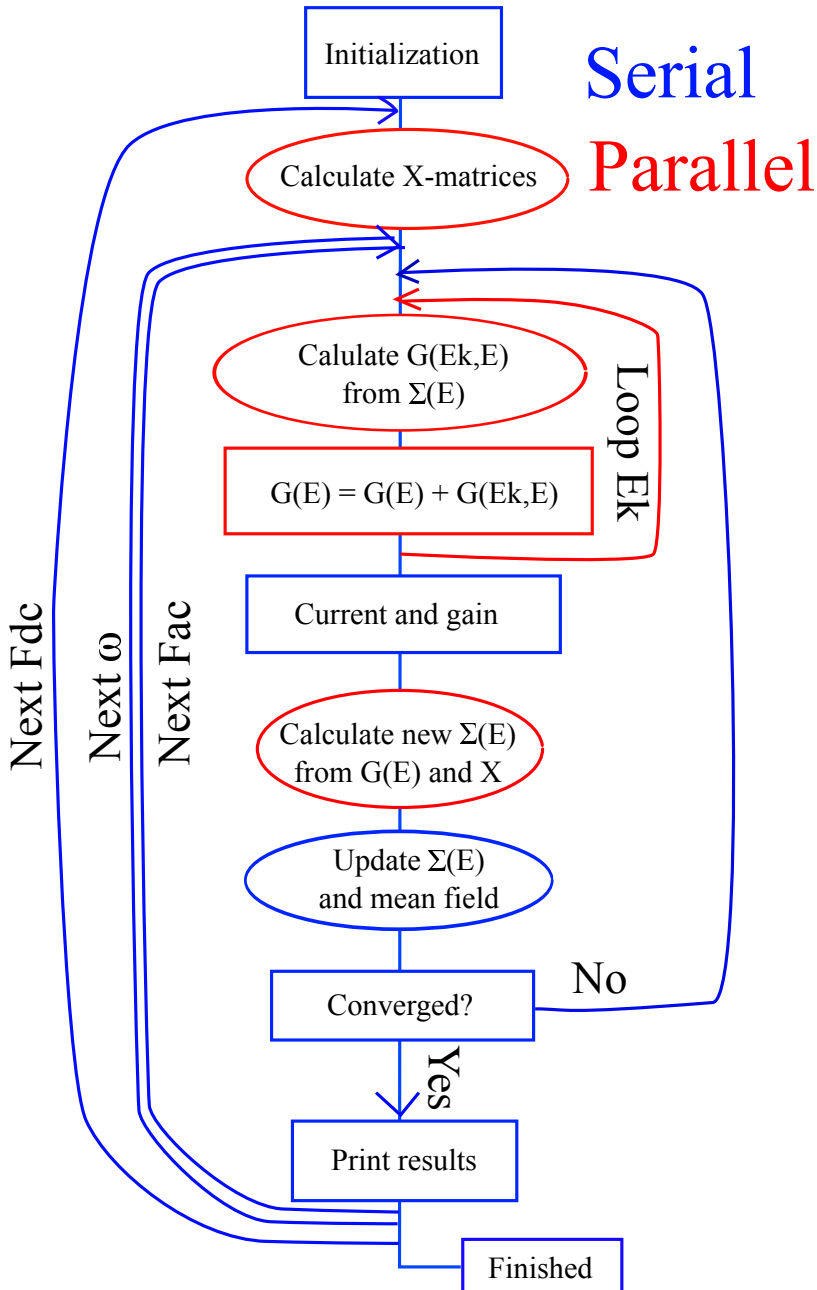 Initialization
Serial
Parallel
Calculate X-matrices
Calulate G(Ek,E)
from Σ(E)
Loop Ek
G(E) = G(E) + G(Ek,E)
Current and gain
Next Fdc
Next ω
Next Fac
Calculate new Σ(E)
from G(E) and X
Update Σ(E)
and mean field
Converged?
No
Yes
Print results
Finished